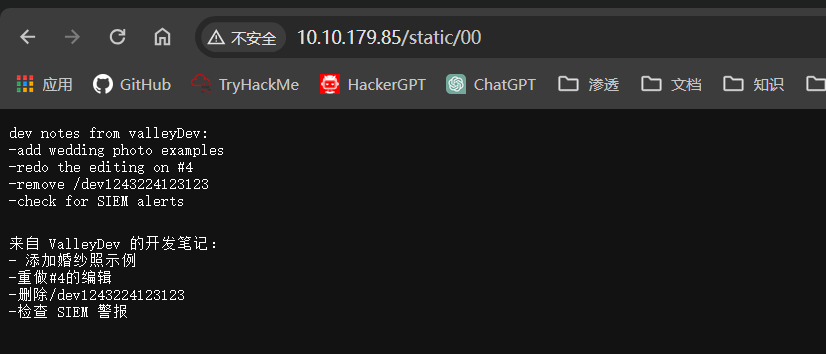 不安全 10.10.179.85/static/00
应用 GitHub TryHackMe HackerGPT ChatGPT 渗透 文档 知识
dev notes from valleyDev:
-add wedding photo examples
-redo the editing on #4
-remove /dev1243224123123
-check for SIEM alerts
来自 ValleyDev 的开发笔记：
- 添加婚纱照示例
-重做#4的编辑
-删除/dev1243224123123
-检查 SIEM 警报